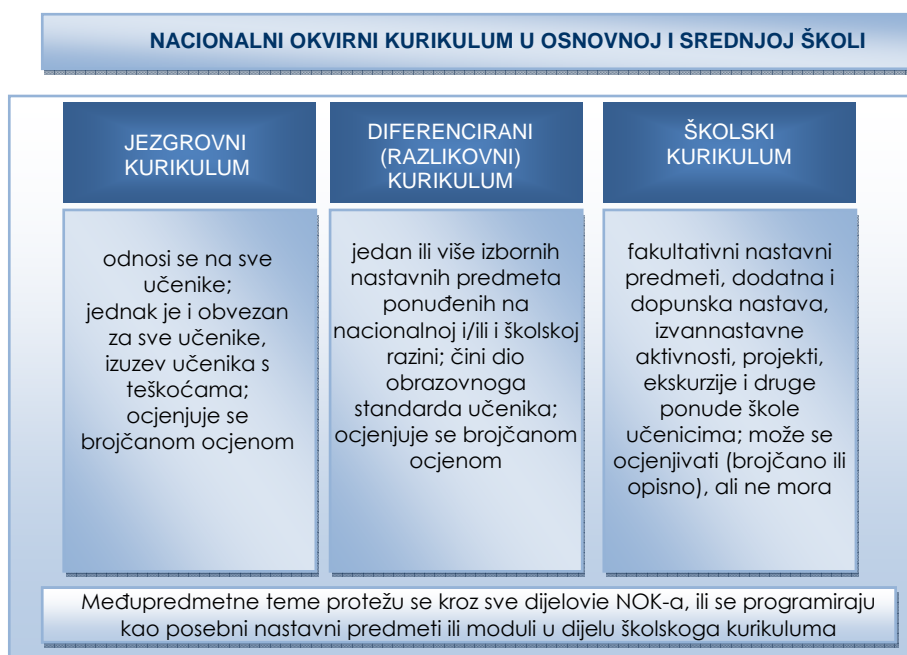 NACIONALNI OKVIRNI KURIKULUM U OSNOVNOJ I SREDNJOJ ŠKOLI
JEZGROVNI
KURIKULUM
odnosi se na sve
učenike;
jednak je i obvezan
za sve učenike,
izuzev učenika s
teškoćama;
ocjenjuje se
brojčanom ocjenom
DIFERENCIRANI
(RAZLIKOVNI)
KURIKULUM
jedan ili više izbornih
nastavnih predmeta
ponuđenih na
nacionalnoj i/ili i školskoj
razini; čini dio
obrazovnoga
standarda učenika;
ocjenjuje se brojčanom
ocjenom
ŠKOLSKI
KURIKULUM
fakultativni nastavni
predmeti, dodatna i
dopunska nastava,
izvannastavne
aktivnosti, projekti,
ekskurzije i druge
ponude škole
učenicima; može se
ocjenjivati (brojčano ili
opisno), ali ne mora
Međupredmetne teme protežu se kroz sve dijelovie NOK-a, ili se programiraju
kao posebni nastavni predmeti ili moduli u dijelu školskoga kurikuluma